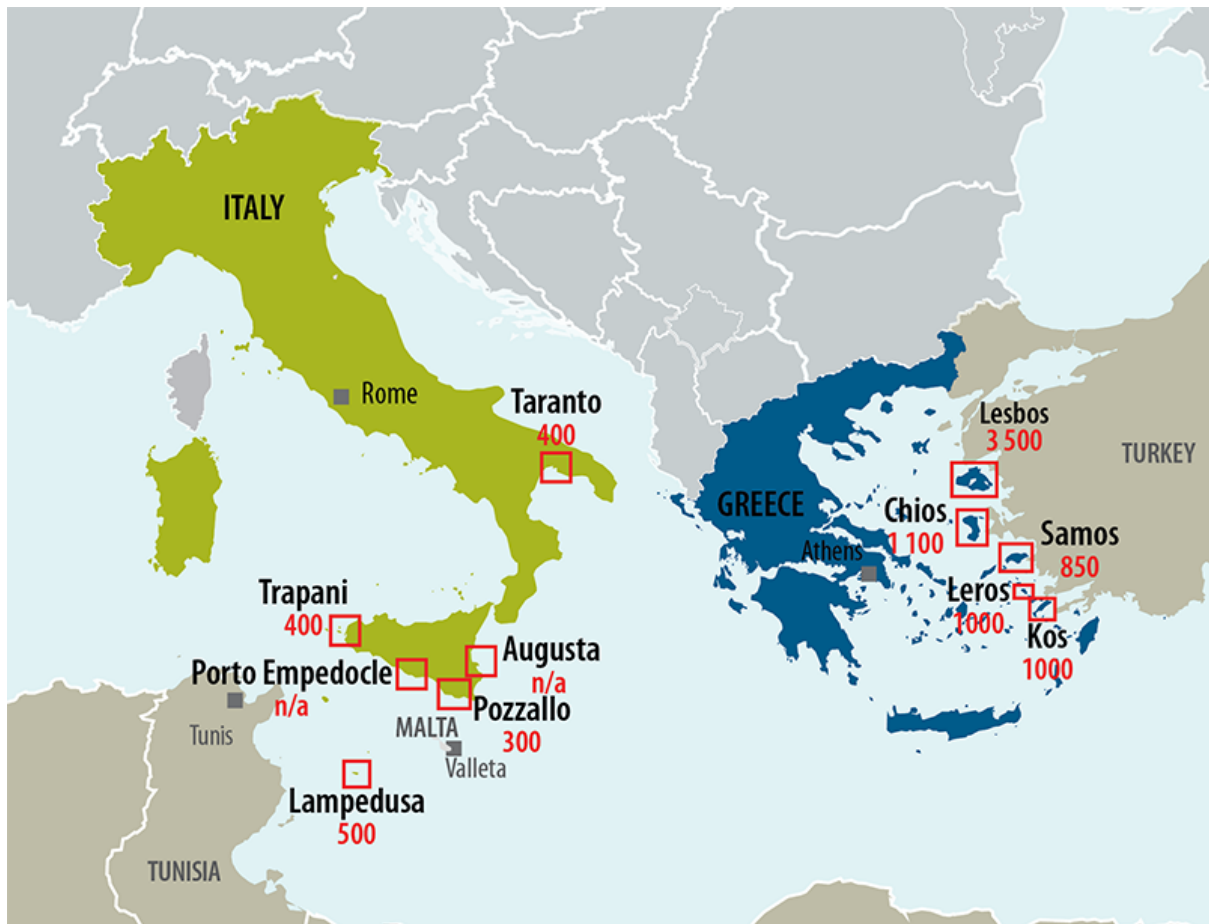 ITALY
Rome
Taranto
400
Lesbos
3 500
TURKEY
GREECE
Chios
1 100
Athens
Samos
850
Leros
1000
Kos
1000
Trapani
400
Porto Empedocle
n/a
Augusta
n/a
Pozzallo
300
MALTA
Valleta
Tunis
Lampedusa
500
TUNISIA